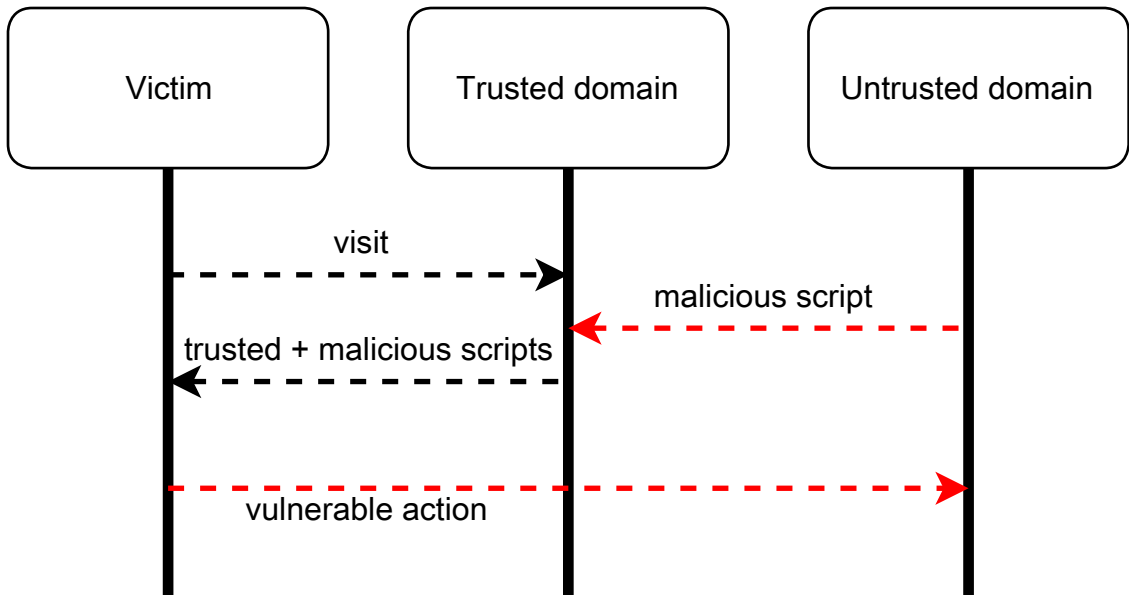 Victim
Trusted domain
Untrusted domain
visit
malicious script
trusted + malicious scripts
vulnerable action